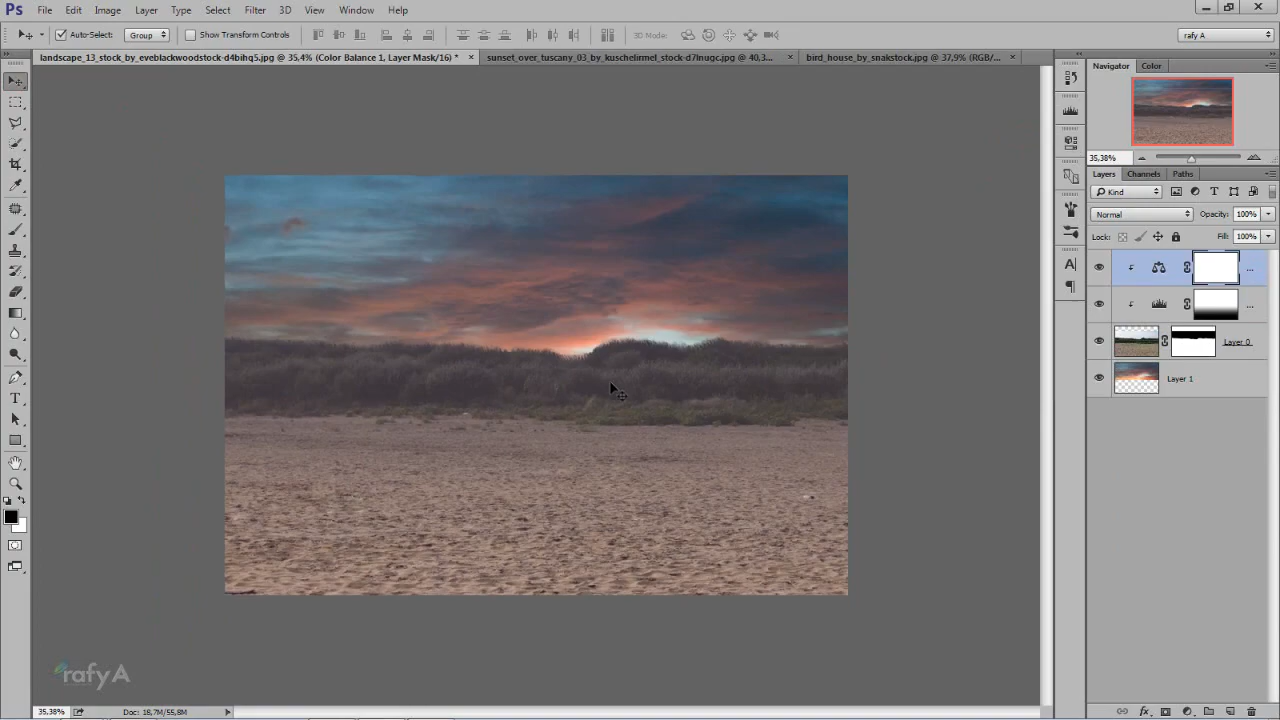 Ps File Edit Image Layer Type Select Filter 3D View Window Help
Auto-Select: Group Show Transform Controls 3D Mode: rafy A
landscape_13_stock_by_eveblackwoodstock-d4bihq5.jpg @ 35,4% (Color Balance 1, Layer Mask/16) * × sunset_over_tuscany_03_by_kuschelirmel_stock-d7lnugc.jpg @ 40,3... × bird_house_by_snakstock.jpg @ 37,9% (RGB/... ×
Navigator Color
35,38%
Layers Channels Paths
Kind
Normal Opacity: 100%
Lock: Fill: 100%
...
...
Layer 0
Layer 1
A
T
rafy A
35,38% Doc: 18,7M/55,8M
fx